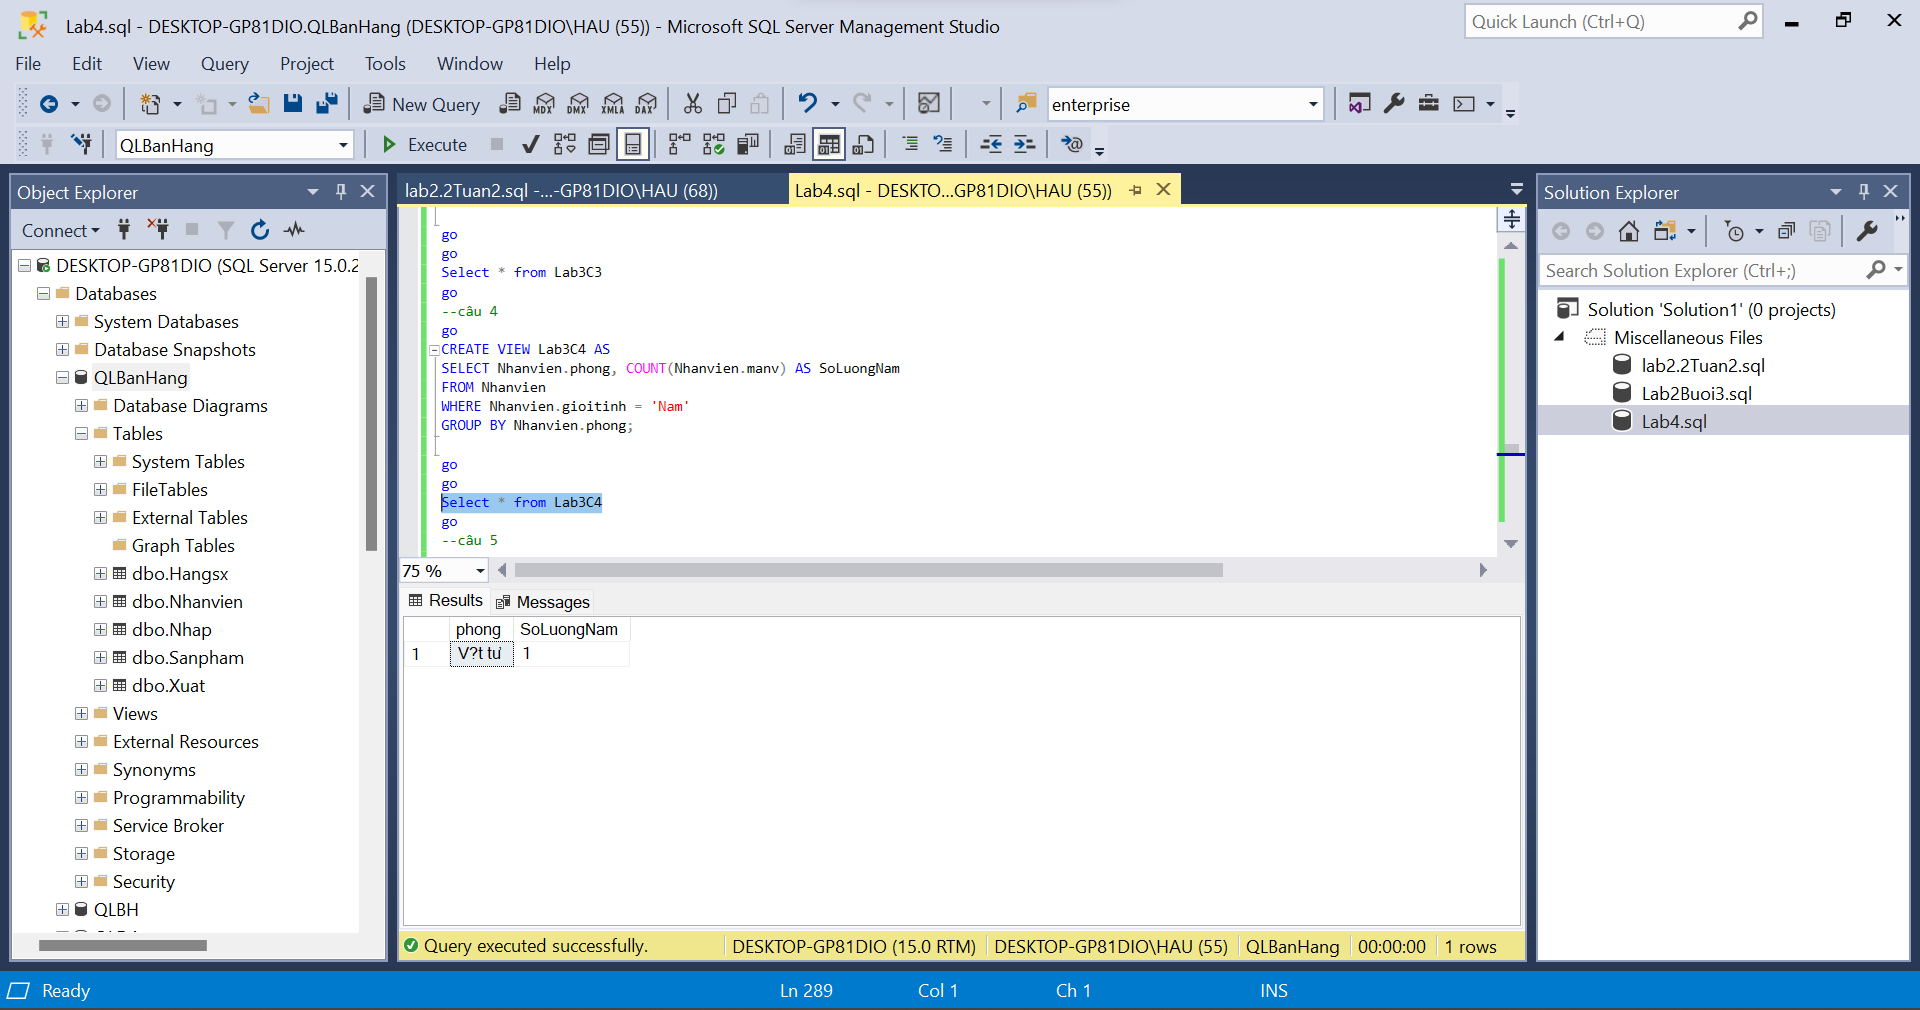 Lab4.sql - DESKTOP-GP81DIO.QLBanHang (DESKTOP-GP81DIO\HAU (55)) - Microsoft SQL Server Management Studio
Quick Launch (Ctrl+Q)
File Edit View Query Project Tools Window Help
New Query MDX DMX XMLA DAX enterprise
QLBanHang Execute
Object Explorer
Connect
DESKTOP-GP81DIO (SQL Server 15.0.2
Databases
System Databases
Database Snapshots
QLBanHang
Database Diagrams
Tables
System Tables
FileTables
External Tables
Graph Tables
dbo.Hangsx
dbo.Nhanvien
dbo.Nhap
dbo.Sanpham
dbo.Xuat
Views
External Resources
Synonyms
Programmability
Service Broker
Storage
Security
QLBH
lab2.2Tuan2.sql -...-GP81DIO\HAU (68))
Lab4.sql - DESKTO...GP81DIO\HAU (55))
go
go
Select * from Lab3C3
go
--câu 4
go
CREATE VIEW Lab3C4 AS
SELECT Nhanvien.phong, COUNT(Nhanvien.manv) AS SoLuongNam
FROM Nhanvien
WHERE Nhanvien.gioitinh = 'Nam'
GROUP BY Nhanvien.phong;
go
go
Select * from Lab3C4
go
--câu 5
75 %
Results Messages
phong SoLuongNam
1 V?t tư 1
Query executed successfully. DESKTOP-GP81DIO (15.0 RTM) DESKTOP-GP81DIO\HAU (55) QLBanHang 00:00:00 1 rows
Solution Explorer
Search Solution Explorer (Ctrl+;)
Solution 'Solution1' (0 projects)
Miscellaneous Files
lab2.2Tuan2.sql
Lab2Buoi3.sql
Lab4.sql
Ready Ln 289 Col 1 Ch 1 INS